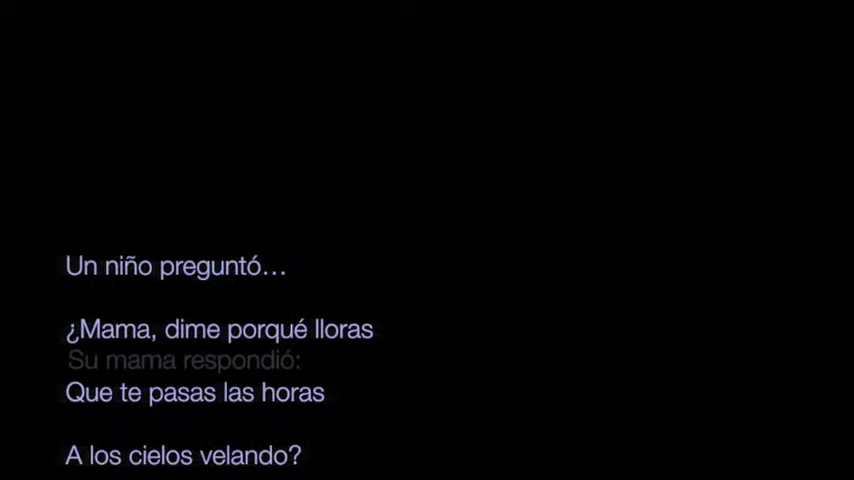 Un niño preguntó...
¿Mama, dime porqué lloras
Su mama respondió:
Que te pasas las horas
A los cielos velando?